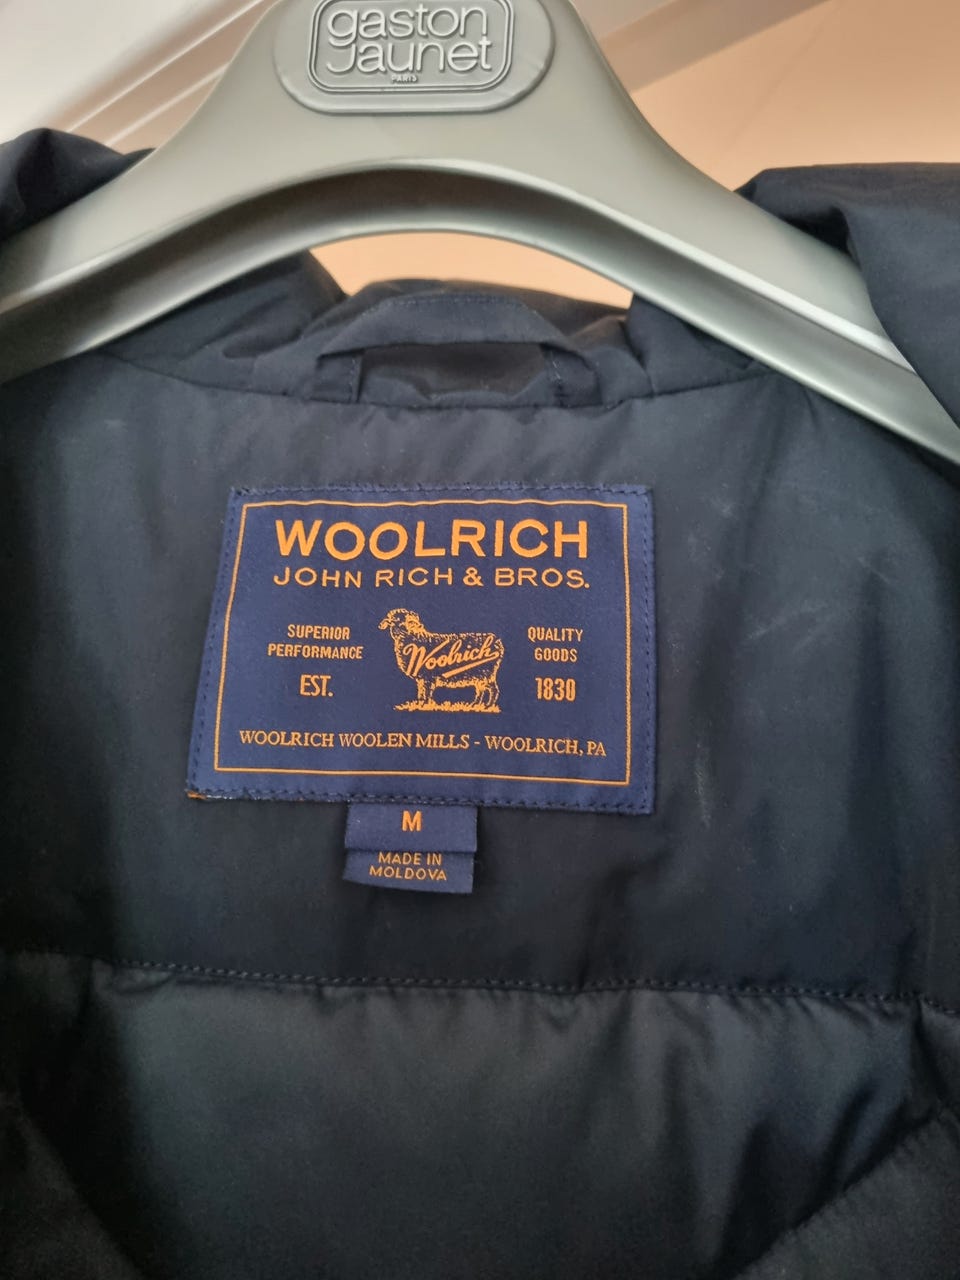 gaston
Jaunet
PARIS
WOOLRICH
JOHN RICH & BROS.
SUPERIOR
PERFORMANCE
EST.
Woolrich
QUALITY
GOODS
1830
WOOLRICH WOOLEN MILLS - WOOLRICH, PA
M
MADE IN
MOLDOVA